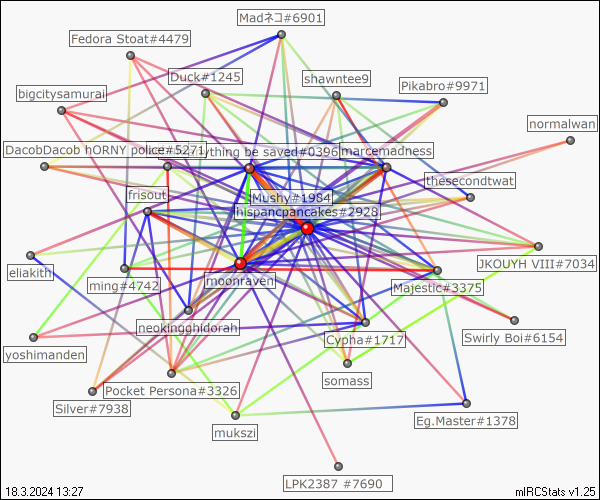 Madネコ#6901
Fedora Stoat#4479
Duck#1245
shawntee9
Pikabro#9971
bigcitysamurai
normalwan
DacobDacob hORNY police#5271
ything be saved#0396
marcemadness
thesecondtwat
frisout
Mushy#1984
hispancpancakes#2928
eliakith
ming#4742
moonraven
Majestic#3375
JKOUYH VIII#7034
neokingghidorah
Cypha#1717
Swirly Boi#6154
yoshimanden
somass
Pocket Persona#3326
Silver#7938
mukszi
Eg.Master#1378
LPK2387 #7690
18.3.2024 13:27
mIRCStats v1.25